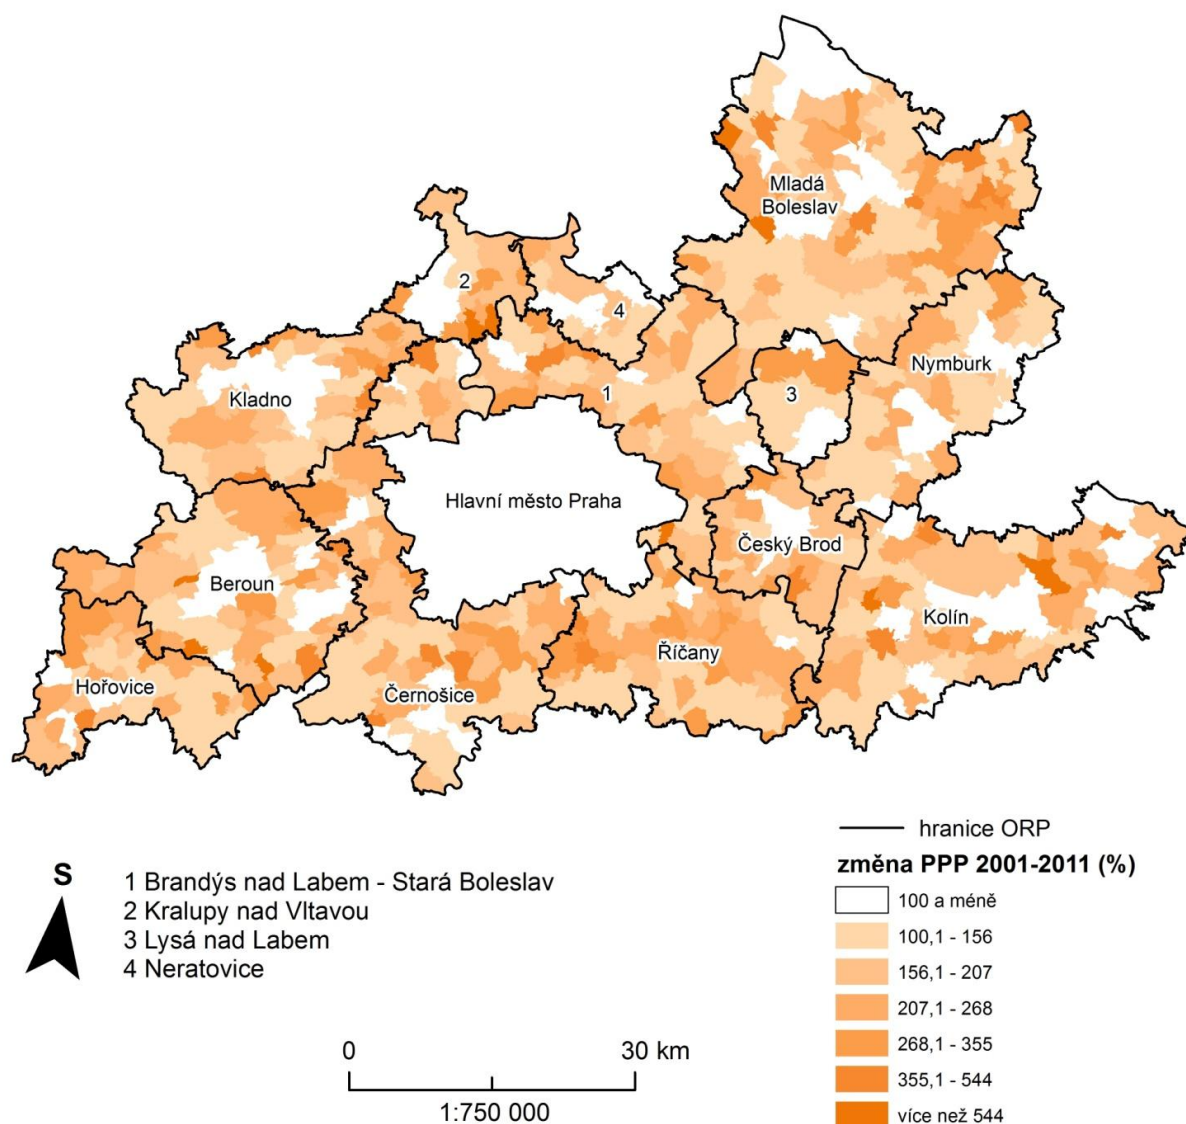 Mladá
Boleslav
2
4
Nymburk
Kladno
1
3
Hlavní město Praha
Český Brod
Beroun
Kolín
Říčany
Hořovice
Černošice
hranice ORP
změna PPP 2001-2011 (%)
100 a méně
100,1 - 156
156,1 - 207
207,1 - 268
268,1 - 355
355,1 - 544
více než 544
S
1 Brandýs nad Labem - Stará Boleslav
2 Kralupy nad Vltavou
3 Lysá nad Labem
4 Neratovice
0 30 km
1:750 000